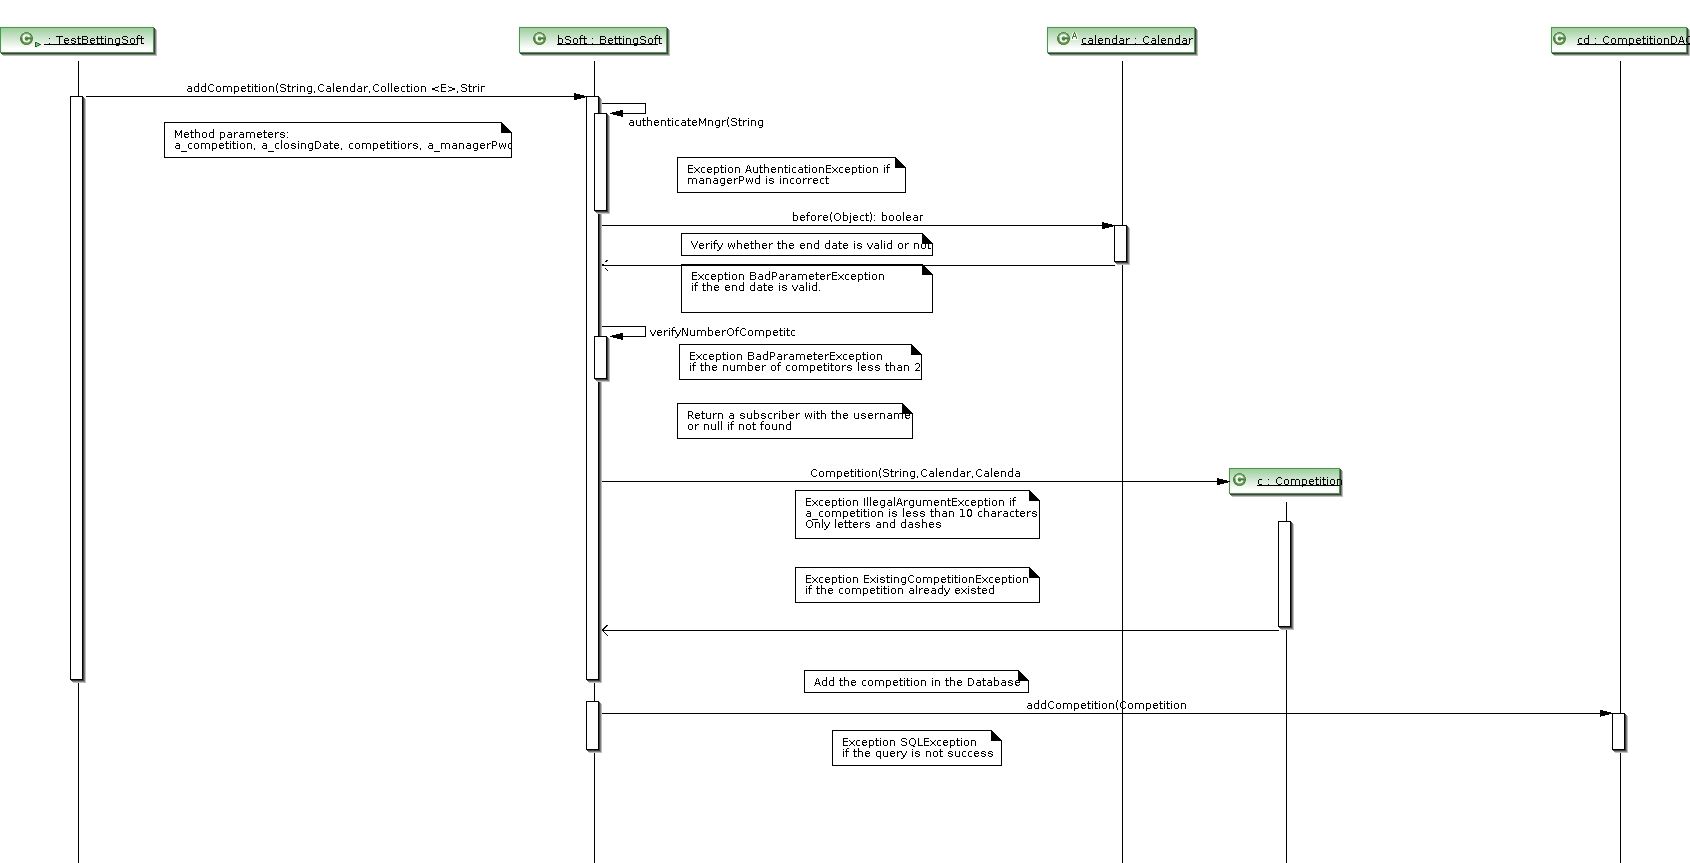 : TestBettingSoft
bSoft : BettingSoft
A calendar : Calendar
cd : CompetitionDAO
addCompetition(String,Calendar,Collection <E>,Strir
authenticateMngr(String
Method parameters:
a_competition, a_closingDate, competitiors, a_managerPwd
Exception AuthenticationException if
managerPwd is incorrect
before(Object): boolear
Verify whether the end date is valid or not
Exception BadParameterException
if the end date is valid.
verifyNumberOfCompetitc
Exception BadParameterException
if the number of competitors less than 2
Return a subscriber with the username
or null if not found
Competition(String,Calendar,Calenda
c : Competition
Exception IllegalArgumentException if
a_competition is less than 10 characters
Only letters and dashes
Exception ExistingCompetitionException
if the competition already existed
Add the competition in the Database
addCompetition(Competition
Exception SQLException
if the query is not success